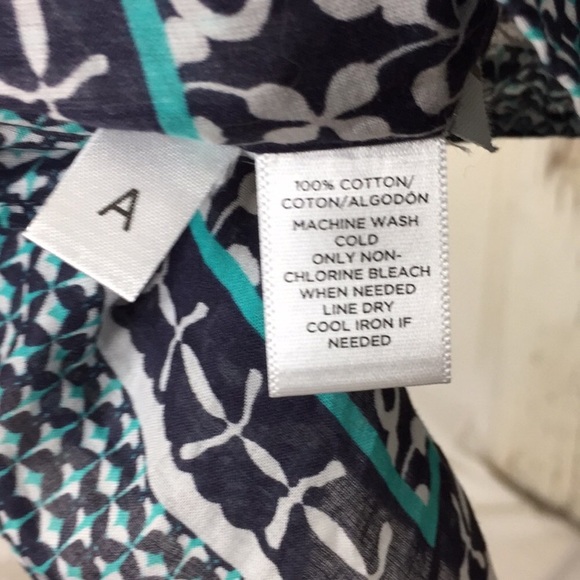 A
100% COTTON/
COTON/ALGODÓN
MACHINE WASH
COLD
ONLY NON-
CHLORINE BLEACH
WHEN NEEDED
LINE DRY
COOL IRON IF
NEEDED